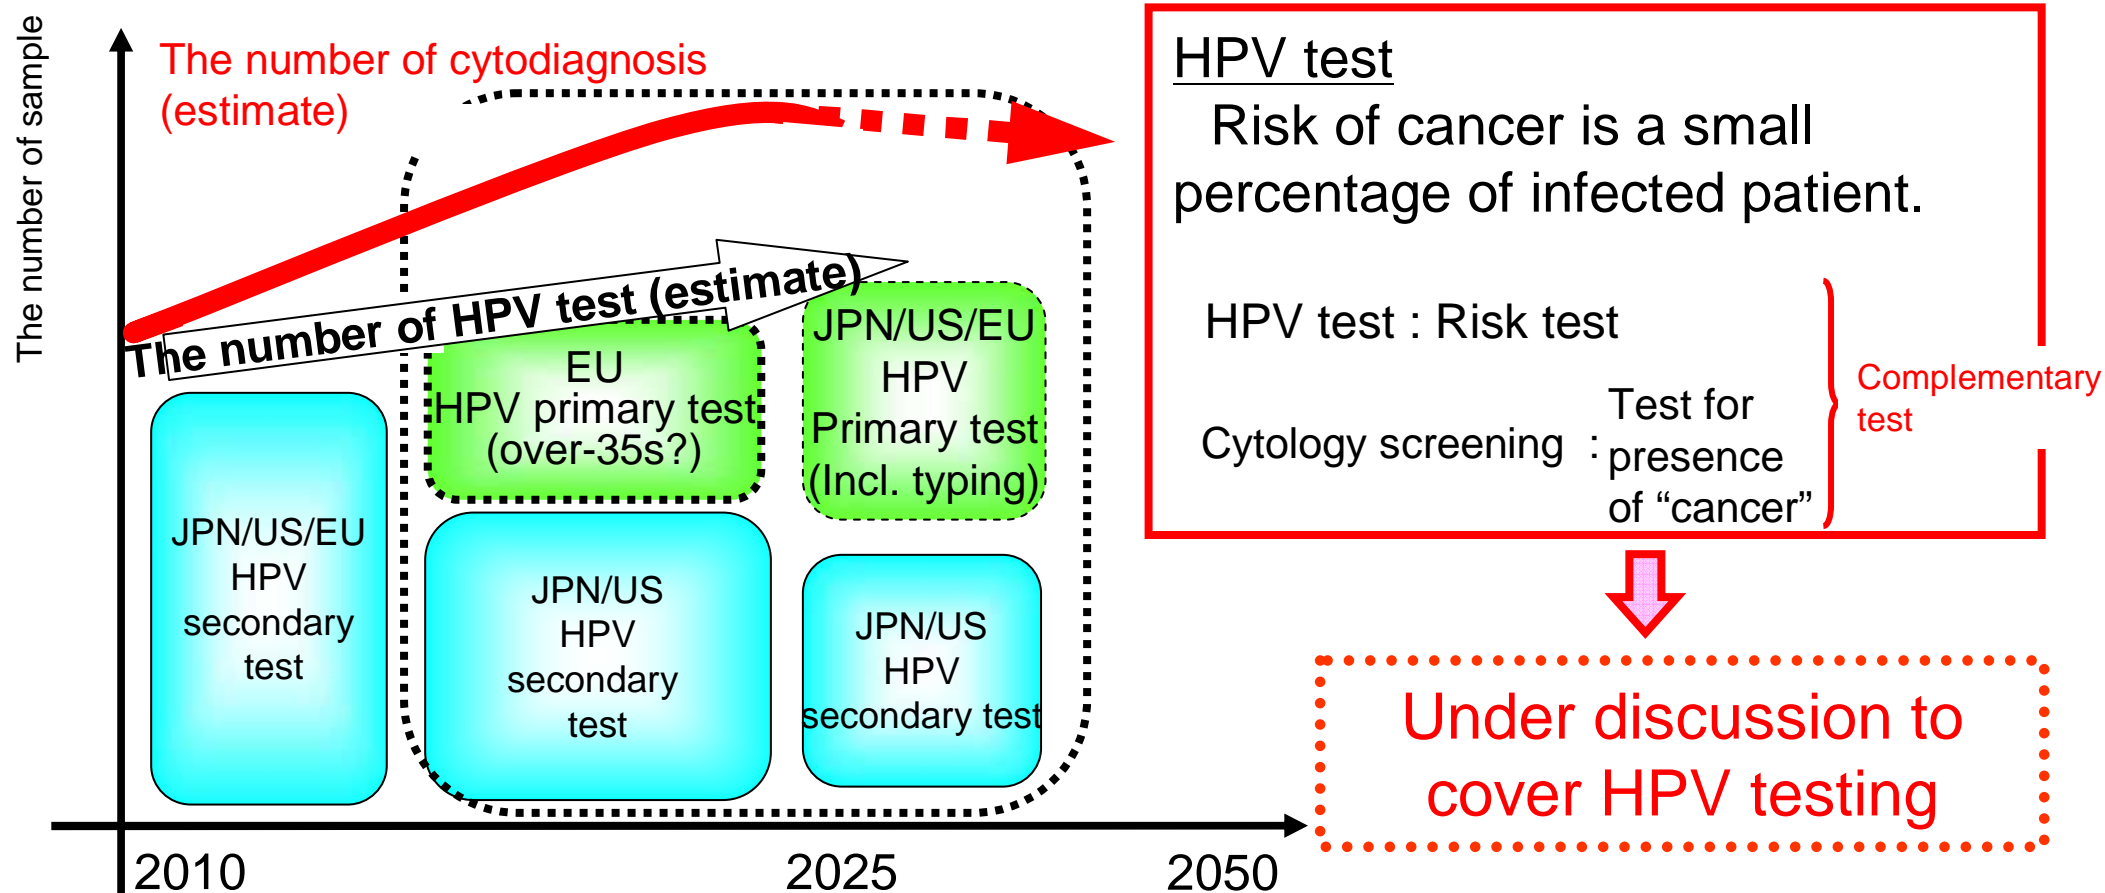 The number of sample
The number of cytodiagnosis
(estimate)
The number of HPV test (estimate)
JPN/US/EU
HPV
secondary
test
EU
HPV primary test
(over-35s?)
JPN/US
HPV
secondary
test
JPN/US/EU
HPV
Primary test
(Incl. typing)
JPN/US
HPV
secondary test
2010
2025
2050
HPV test
Risk of cancer is a small
percentage of infected patient.
HPV test : Risk test
Cytology screening :
Test for
presence
of “cancer”
Complementary
test
Under discussion to
cover HPV testing